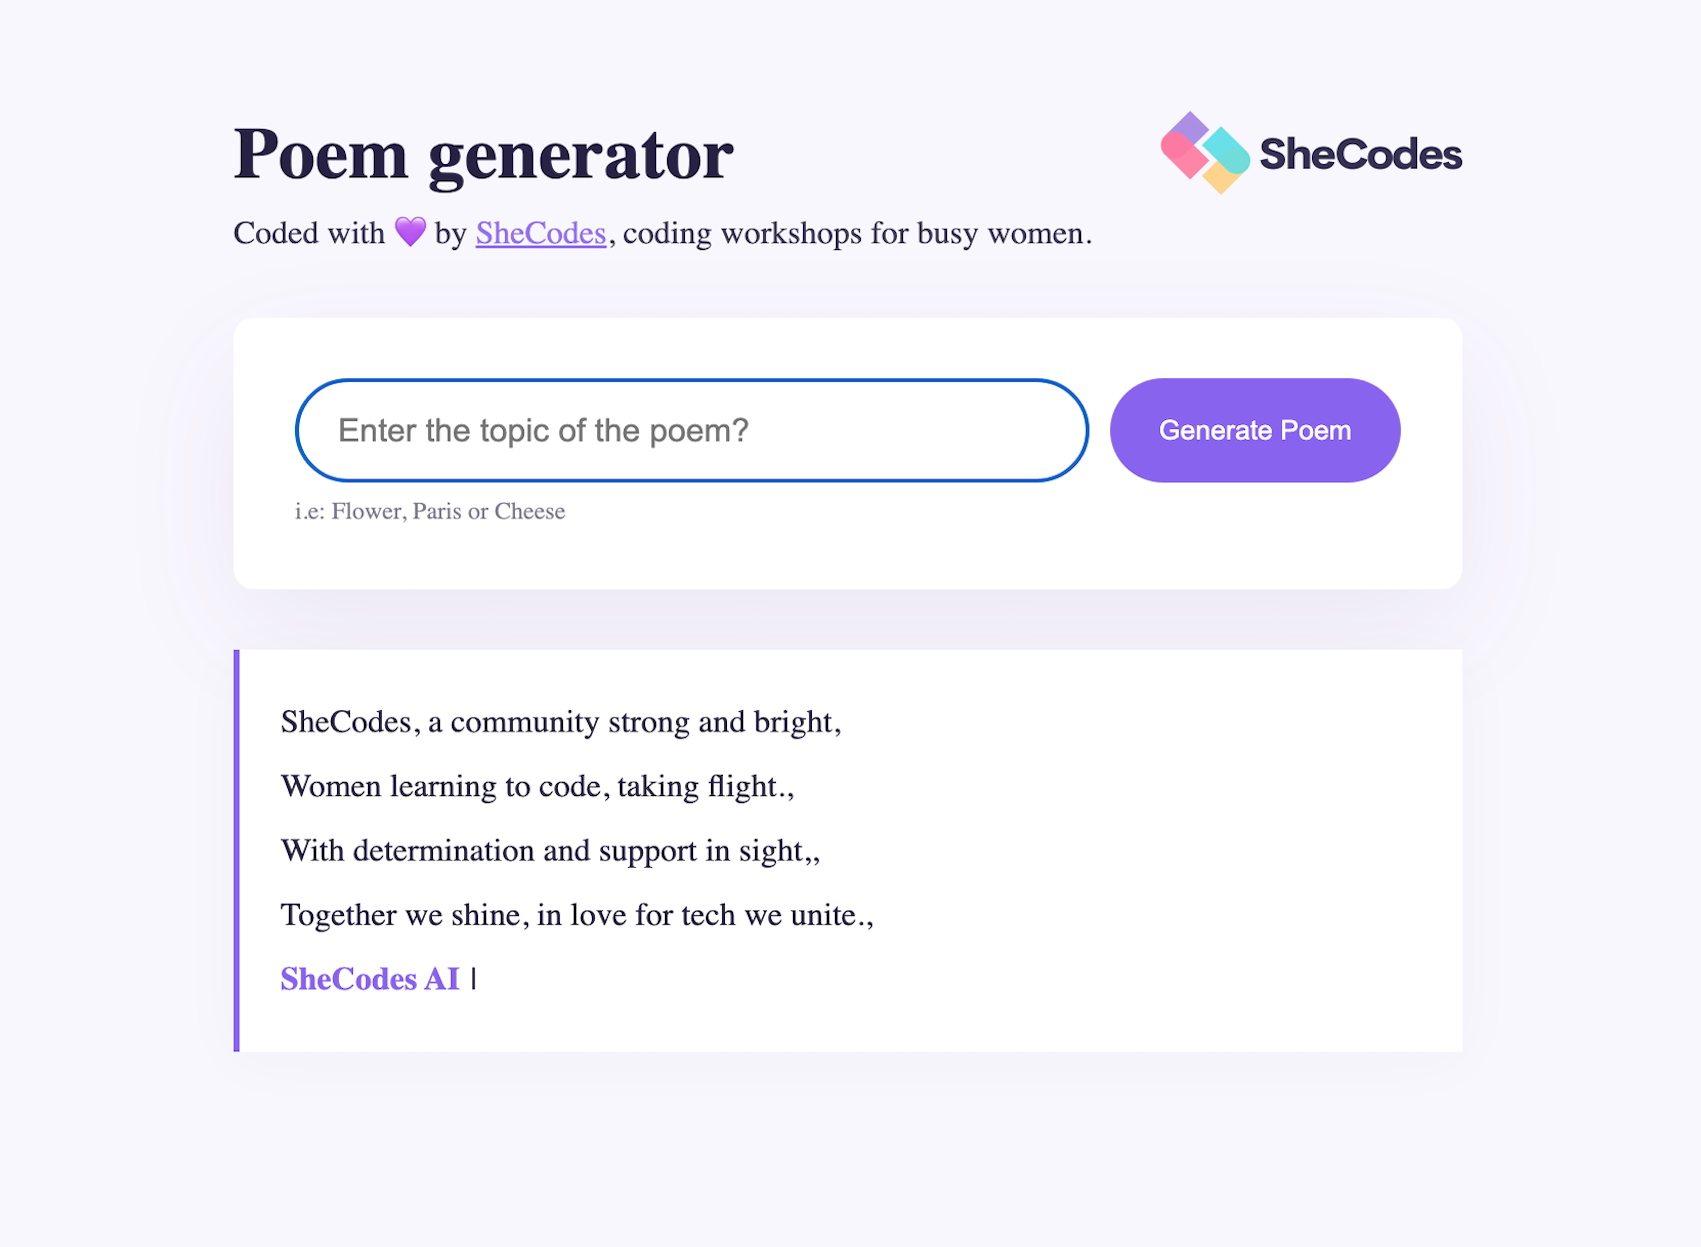 Poem generator
SheCodes
Coded with 💜 by SheCodes, coding workshops for busy women.
Enter the topic of the poem?
Generate Poem
i.e: Flower, Paris or Cheese
SheCodes, a community strong and bright,
Women learning to code, taking flight.,
With determination and support in sight,,
Together we shine, in love for tech we unite.,
SheCodes AI |